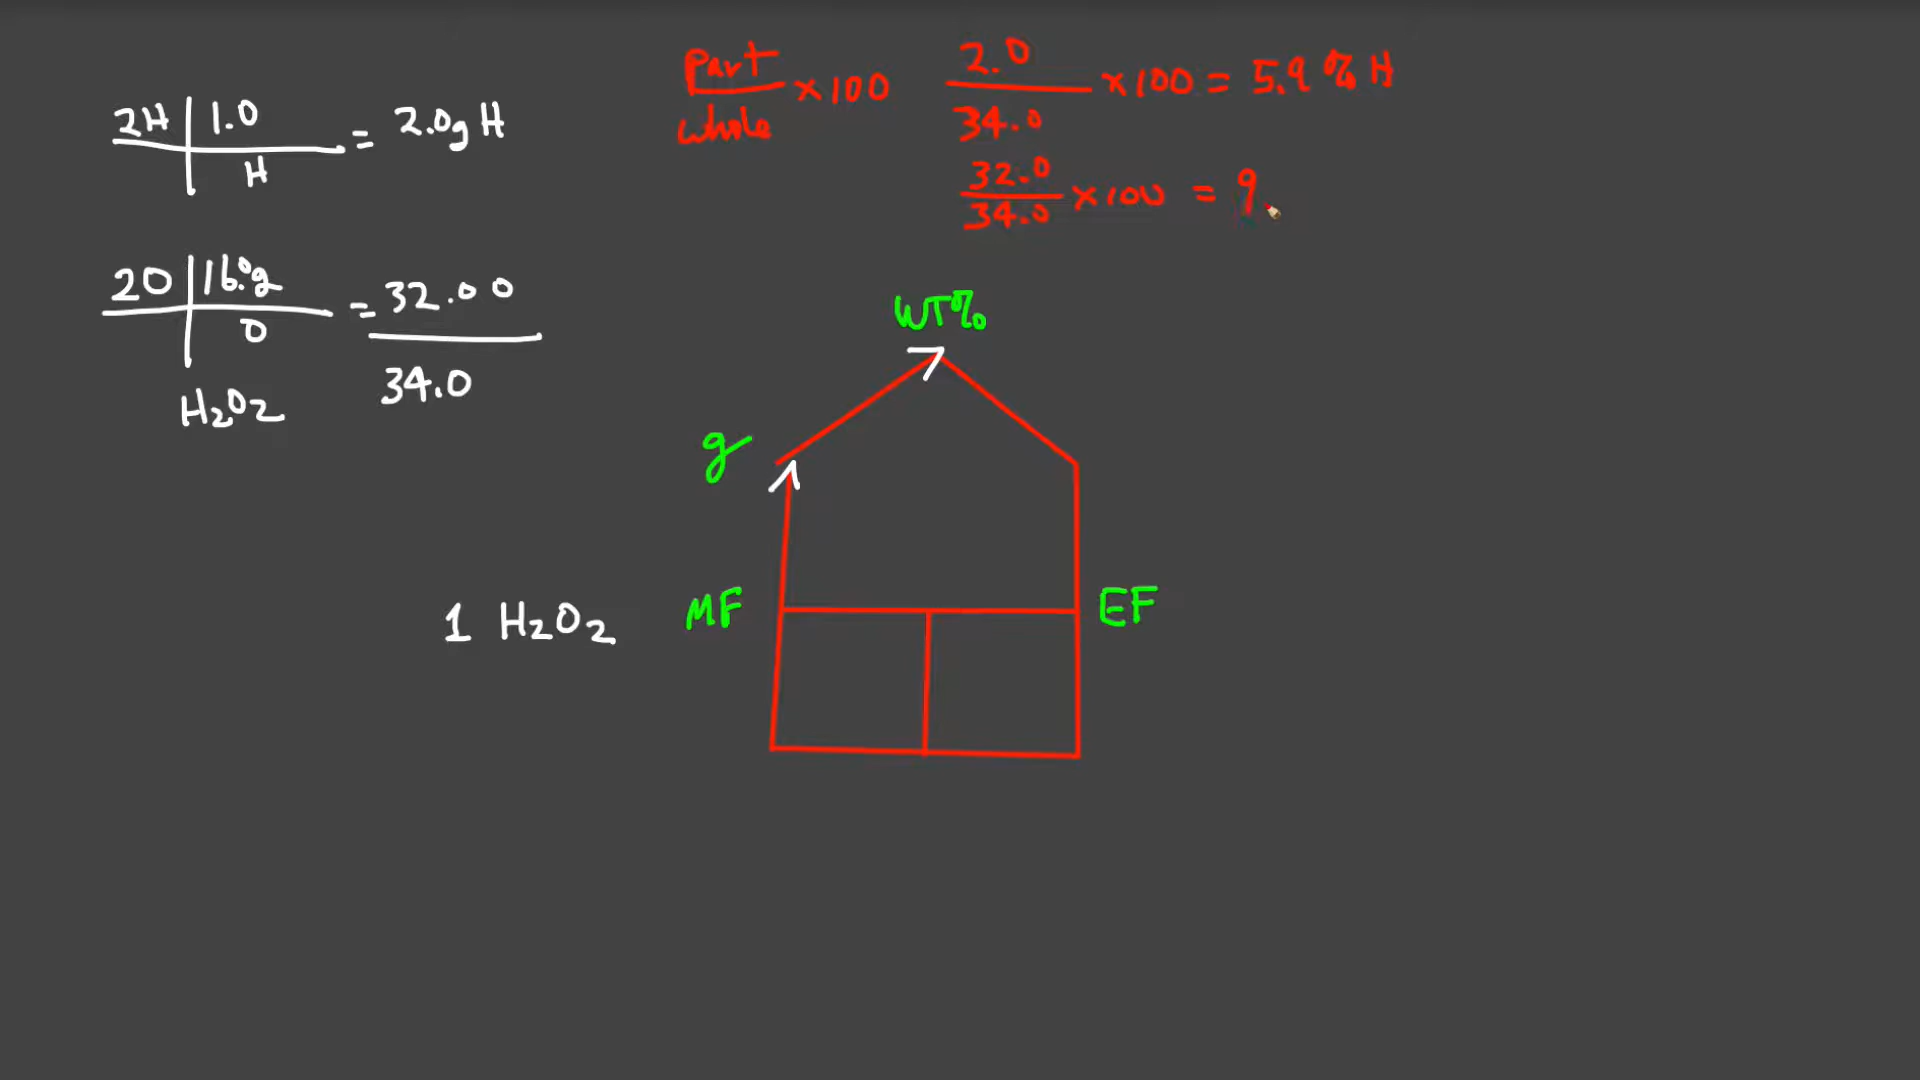 2H | 1.0 = 2.0g H
H
2O | 16.0g = 32.00
O
H2O2 34.0
Part
whole
×100
2.0
34.0
×100 = 5.9 % H
32.0
34.0
×100 = 9.
WT%
g
1 H2O2
MF
EF